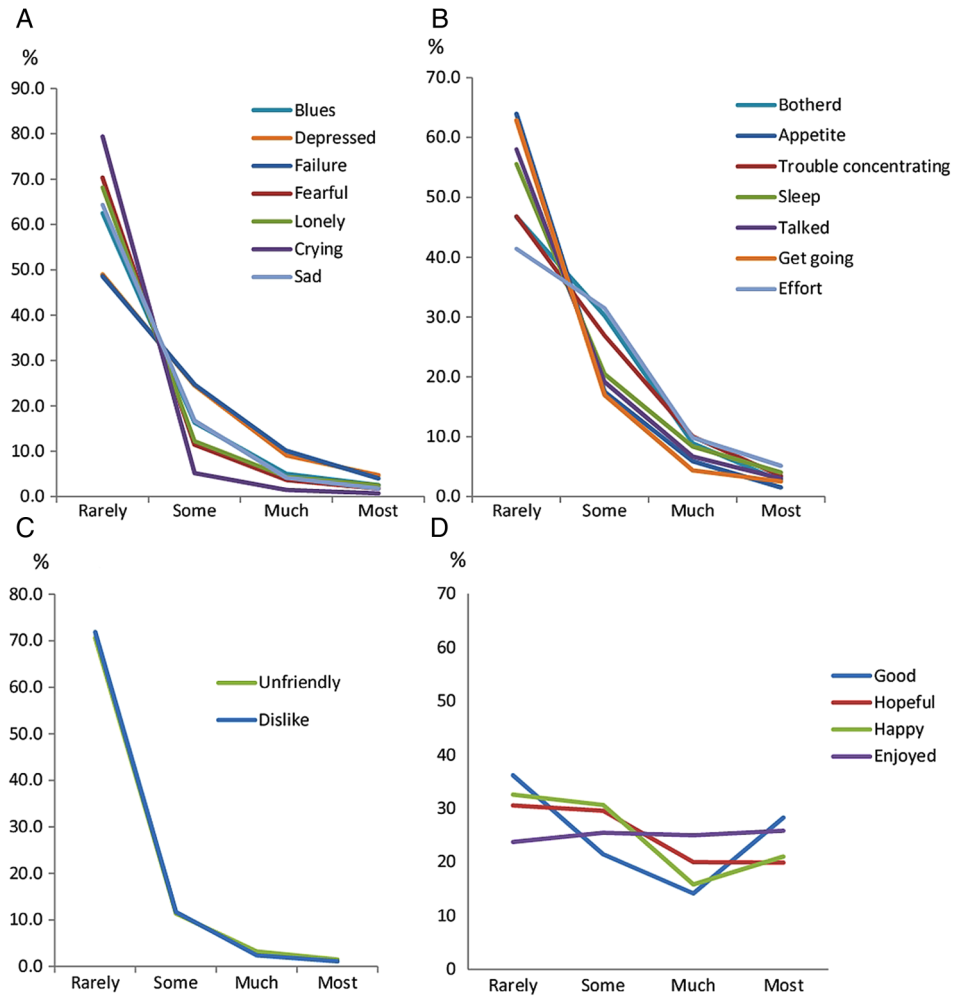 A
%
90.0
80.0
70.0
60.0
50.0
40.0
30.0
20.0
10.0
0.0
Blues
Depressed
Failure
Fearful
Lonely
Crying
Sad
Rarely Some Much Most
B
%
70.0
60.0
50.0
40.0
30.0
20.0
10.0
0.0
Botherd
Appetite
Trouble concentrating
Sleep
Talked
Get going
Effort
Rarely Some Much Most
C
%
80.0
70.0
60.0
50.0
40.0
30.0
20.0
10.0
0.0
Unfriendly
Dislike
Rarely Some Much Most
D
%
70
60
50
40
30
20
10
0
Good
Hopeful
Happy
Enjoyed
Rarely Some Much Most